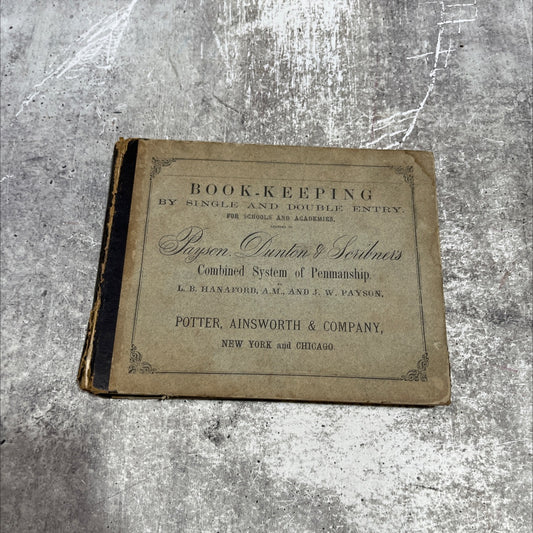 BOOK-KEEPING
BY SINGLE AND DOUBLE ENTRY.
FOR SCHOOLS AND ACADEMIES.
Payson, Dunton & Scribners
Combined System of Penmanship.
L. B. HANAFORD, A.M., AND J. W. PAYSON,
POTTER, AINSWORTH & COMPANY,
NEW YORK and CHICAGO.